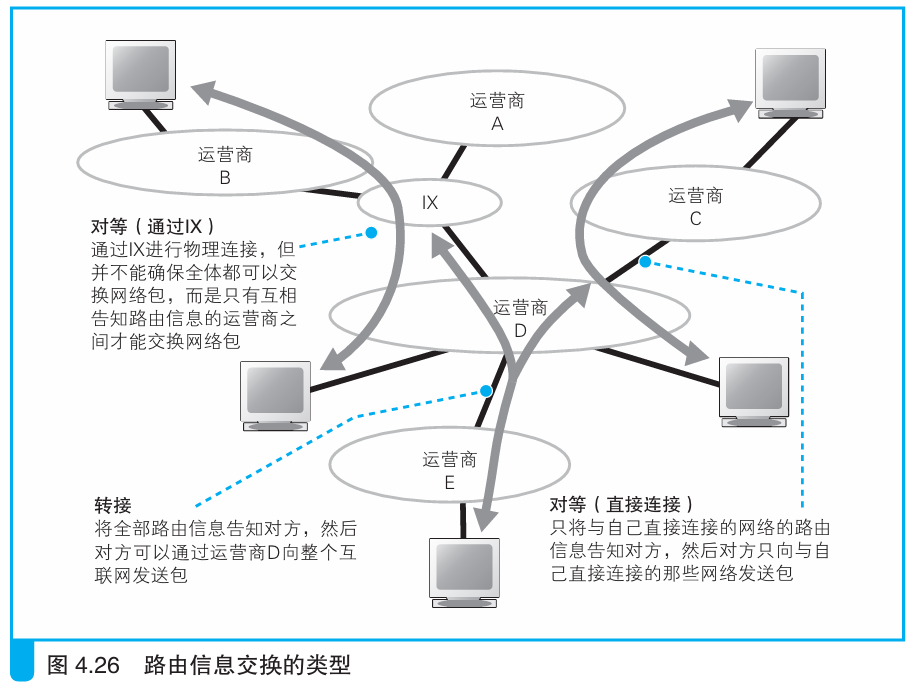 运营商
A
运营商
B
运营商
C
IX
对等（通过IX）
通过IX进行物理连接，但
并不能确保全体都可以交
换网络包，而是只有互相
告知路由信息的运营商之
间才能交换网络包
运营商
D
运营商
E
转接
将全部路由信息告知对方，然后
对方可以通过运营商D向整个互
联网发送包
对等（直接连接）
只将与自己直接连接的网络的路由
信息告知对方，然后对方只向与自
己直接连接的那些网络发送包
图 4.26　路由信息交换的类型